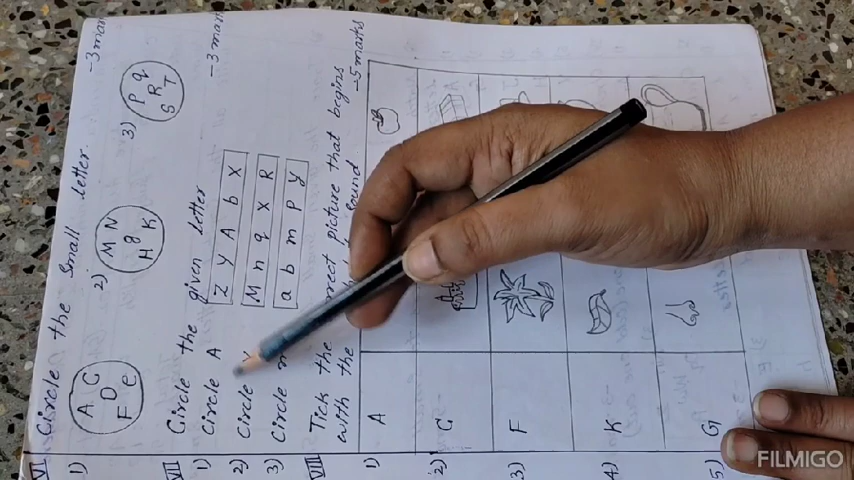 VI Circle the Small letter. -3 mar
1) A C D F e
2) M N g H K
3) P q R S T
VII Circle the given letter -3 mar
1) Circle A Z Y A b X
2) Circle M n q X R
3) Circle m a b m P y
VIII Tick the correct picture that begins
with the sound -5 marks
1) A
2) C
3) F
4) K
5) G
FILMIGO